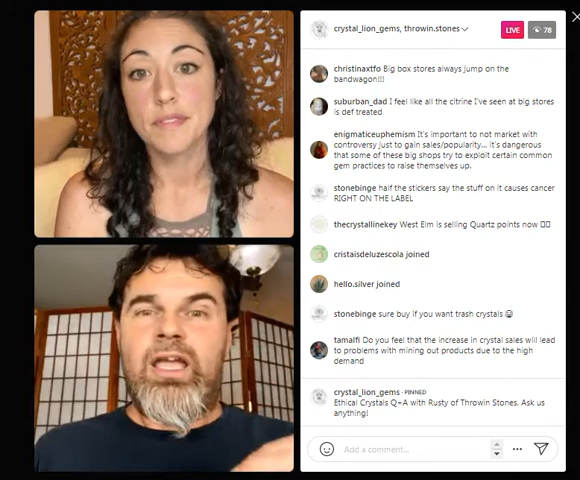 crystal_lion_gems, throwin.stones
LIVE
78
christinaxtfo Big box stores always jump on the
bandwagon!!!
suburban_dad I feel like all the citrine I've seen at big stores
is def treated
enigmaticeuphemism It's important to not market with
controversy just to gain sales/popularity... it's dangerous
that some of these big shops try to exploit certain common
gem practices to raise themselves up.
stonebinge half the stickers say the stuff on it causes cancer
RIGHT ON THE LABEL
thecrystallinekey West Elm is selling Quartz points now
cristaisdeluzescola joined
hello.silver joined
stonebinge sure buy if you want trash crystals
tamalfi Do you feel that the increase in crystal sales will lead
to problems with mining out products due to the high
demand
crystal_lion_gems · PINNED
Ethical Crystals Q+A with Rusty of Throwin Stones. Ask us
anything!
Add a comment...